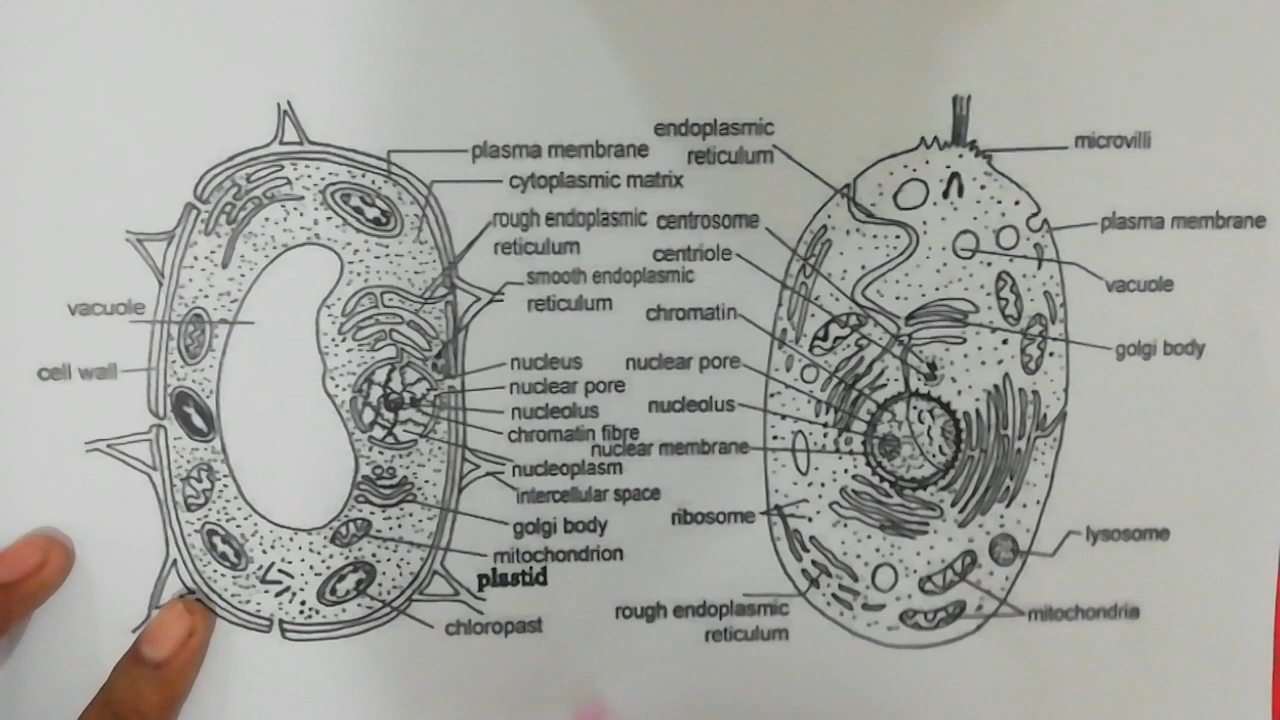 plasma membrane
cytoplasmic matrix
rough endoplasmic
reticulum
smooth endoplasmic
reticulum
vacuole
cell wall
nucleus
nuclear pore
nucleolus
chromatin fibre
nucleoplasm
intercellular space
golgi body
mitochondrion
plastid
chloropast
endoplasmic
reticulum
centrosome
centriole
chromatin
nuclear pore
nucleolus
nuclear membrane
ribosome
rough endoplasmic
reticulum
microvilli
plasma membrane
vacuole
golgi body
lysosome
mitochondria